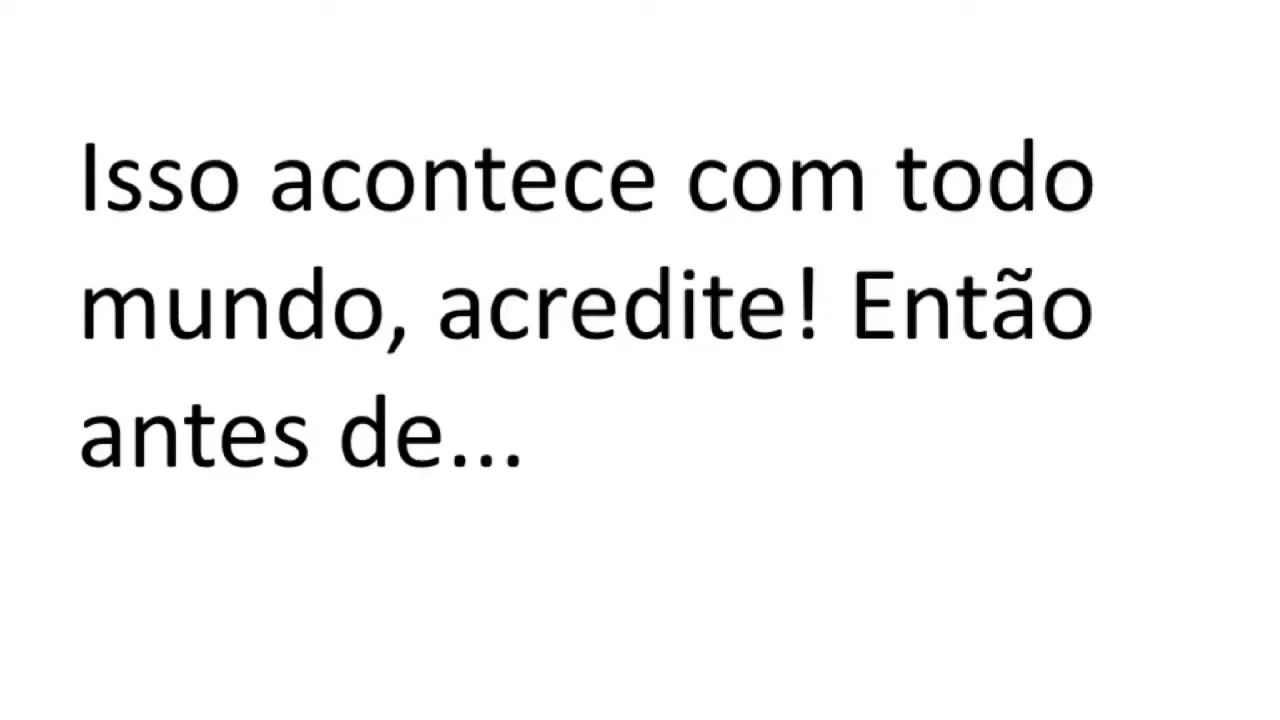 Isso acontece com todo
mundo, acredite! Então
antes de...